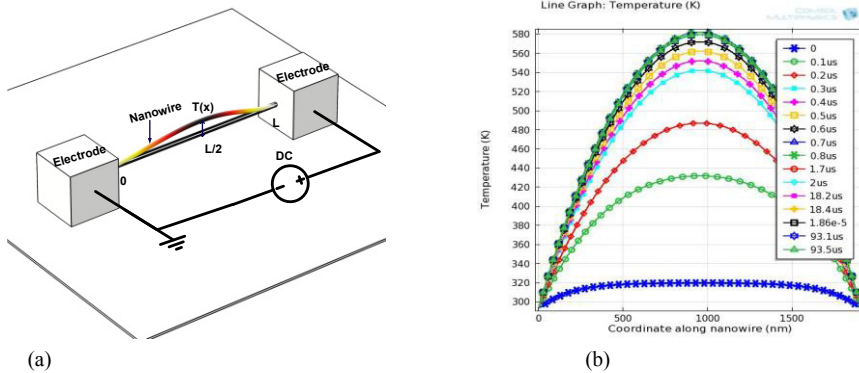 Electrode
Nanowire
T(x)
Electrode
L
L/2
0
DC
(a)
Line Graph: Temperature (K)
COMSOL
MULTIPHYSICS
Temperature (K)
580
560
540
520
500
480
460
440
420
400
380
360
340
320
300
0
500
1000
1500
Coordinate along nanowire (nm)
0
0.1us
0.2us
0.3us
0.4us
0.5us
0.6us
0.7us
0.8us
1.7us
2us
18.2us
18.4us
1.86e-5
93.1us
93.5us
(b)